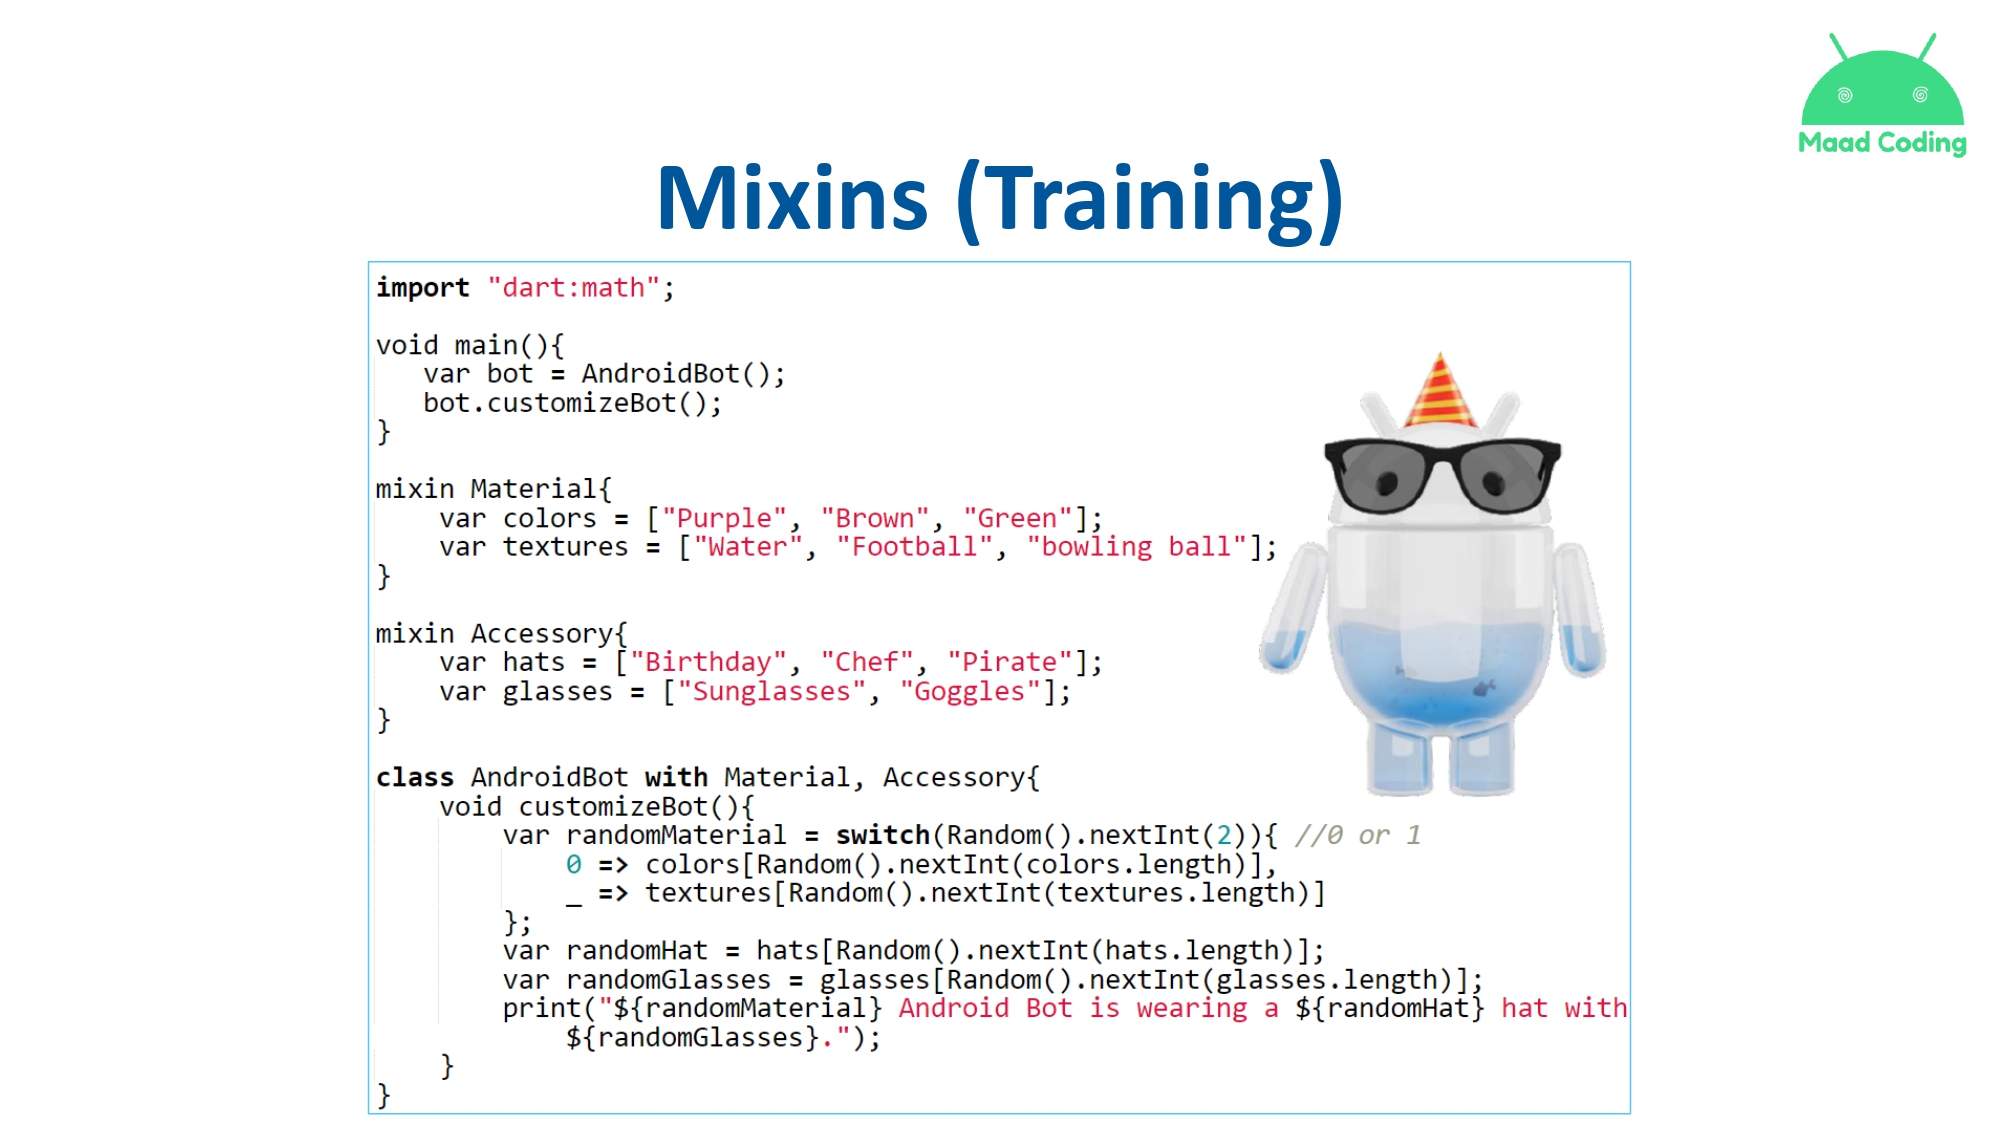 Maad Coding
Mixins (Training)
import "dart:math";
void main(){
var bot = AndroidBot();
bot.customizeBot();
}
mixin Material{
var colors = ["Purple", "Brown", "Green"];
var textures = ["Water", "Football", "bowling ball"];
}
mixin Accessory{
var hats = ["Birthday", "Chef", "Pirate"];
var glasses = ["Sunglasses", "Goggles"];
}
class AndroidBot with Material, Accessory{
void customizeBot(){
var randomMaterial = switch(Random().nextInt(2)){ //0 or 1
0 => colors[Random().nextInt(colors.length)],
_ => textures[Random().nextInt(textures.length)]
};
var randomHat = hats[Random().nextInt(hats.length)];
var randomGlasses = glasses[Random().nextInt(glasses.length)];
print("${randomMaterial} Android Bot is wearing a ${randomHat} hat with
${randomGlasses}.");
}
}